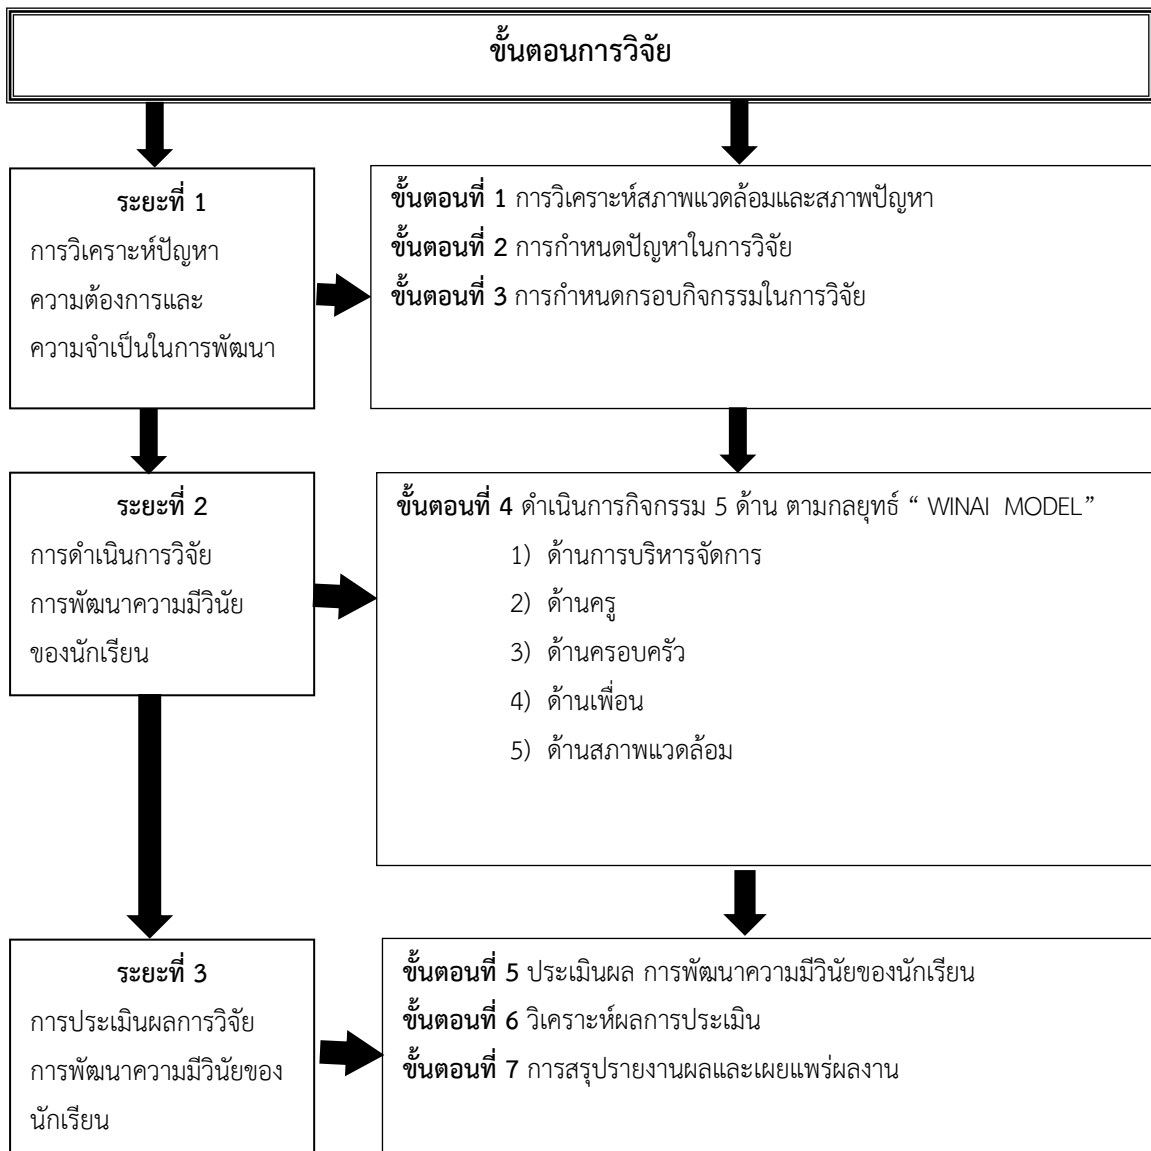 ขั้นตอนการวิจัย
ระยะที่ 1
การวิเคราะห์ปัญหา
ความต้องการและ
ความจำเป็นในการพัฒนา
ขั้นตอนที่ 1 การวิเคราะห์สภาพแวดล้อมและสภาพปัญหา
ขั้นตอนที่ 2 การกำหนดปัญหาในการวิจัย
ขั้นตอนที่ 3 การกำหนดกรอบกิจกรรมในการวิจัย
ระยะที่ 2
การดำเนินการวิจัย
การพัฒนาความมีวินัย
ของนักเรียน
ขั้นตอนที่ 4 ดำเนินการกิจกรรม 5 ด้าน ตามกลยุทธ์ “ WINAI MODEL”
1) ด้านการบริหารจัดการ
2) ด้านครู
3) ด้านครอบครัว
4) ด้านเพื่อน
5) ด้านสภาพแวดล้อม
ระยะที่ 3
การประเมินผลการวิจัย
การพัฒนาความมีวินัยของ
นักเรียน
ขั้นตอนที่ 5 ประเมินผล การพัฒนาความมีวินัยของนักเรียน
ขั้นตอนที่ 6 วิเคราะห์ผลการประเมิน
ขั้นตอนที่ 7 การสรุปรายงานผลและเผยแพร่ผลงาน